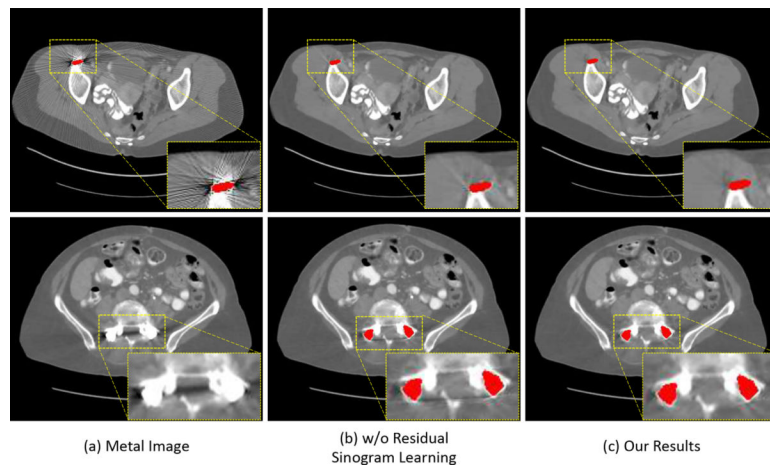 (a) Metal Image
(b) w/o Residual
Sinogram Learning
(c) Our Results